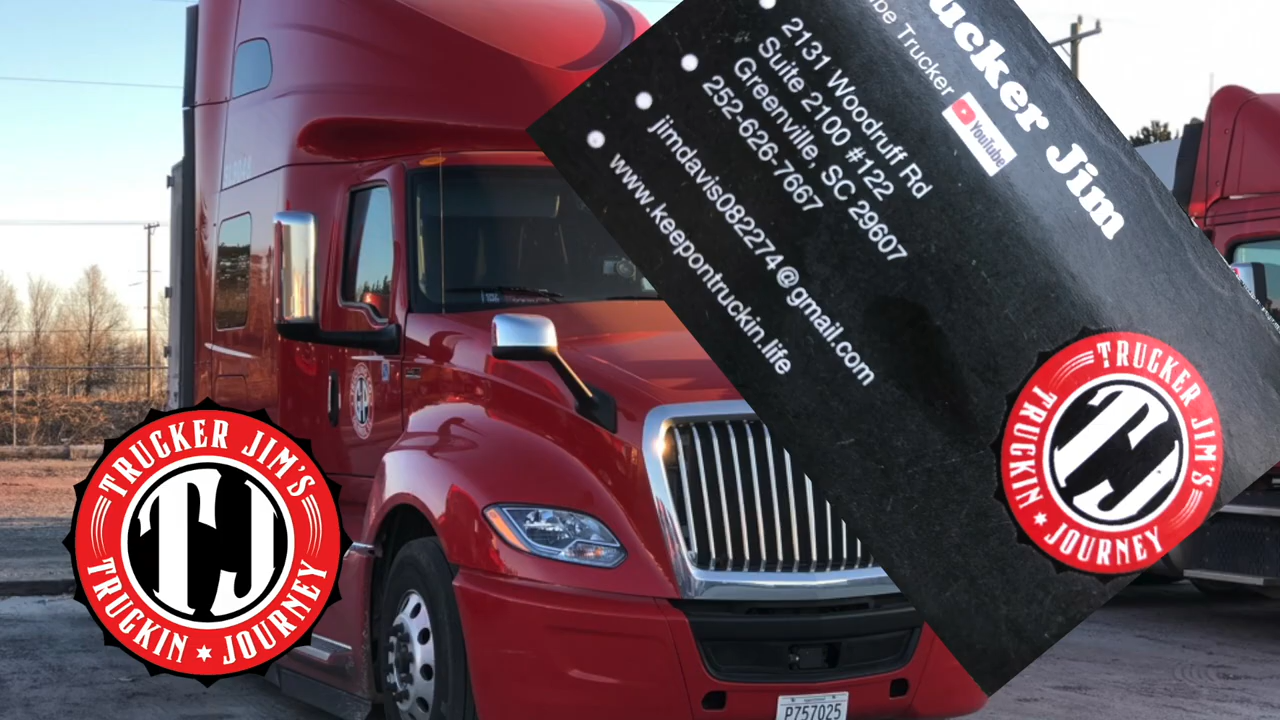 ucker Jim
be Trucker
YouTube
2131 Woodruff Rd
Suite 2100 #122
Greenville, SC 29607
252-626-7667
jimdavis082274@gmail.com
www.keepontruckin.life
TRUCKER JIM'S
TJ
TRUCKIN ★ JOURNEY
TRUCKER JIM'S
TJ
TRUCKIN ★ JOURNEY
P757025